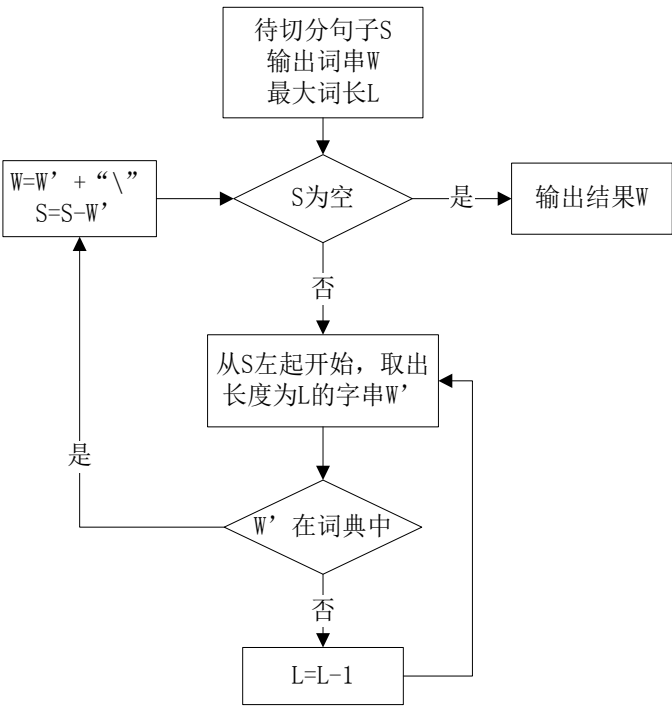 待切分句子S
输出词串W
最大词长L
W=W’+“\”
S=S-W’
S为空
是
输出结果W
否
从S左起开始，取出
长度为L的字串W’
是
W’在词典中
否
L=L-1